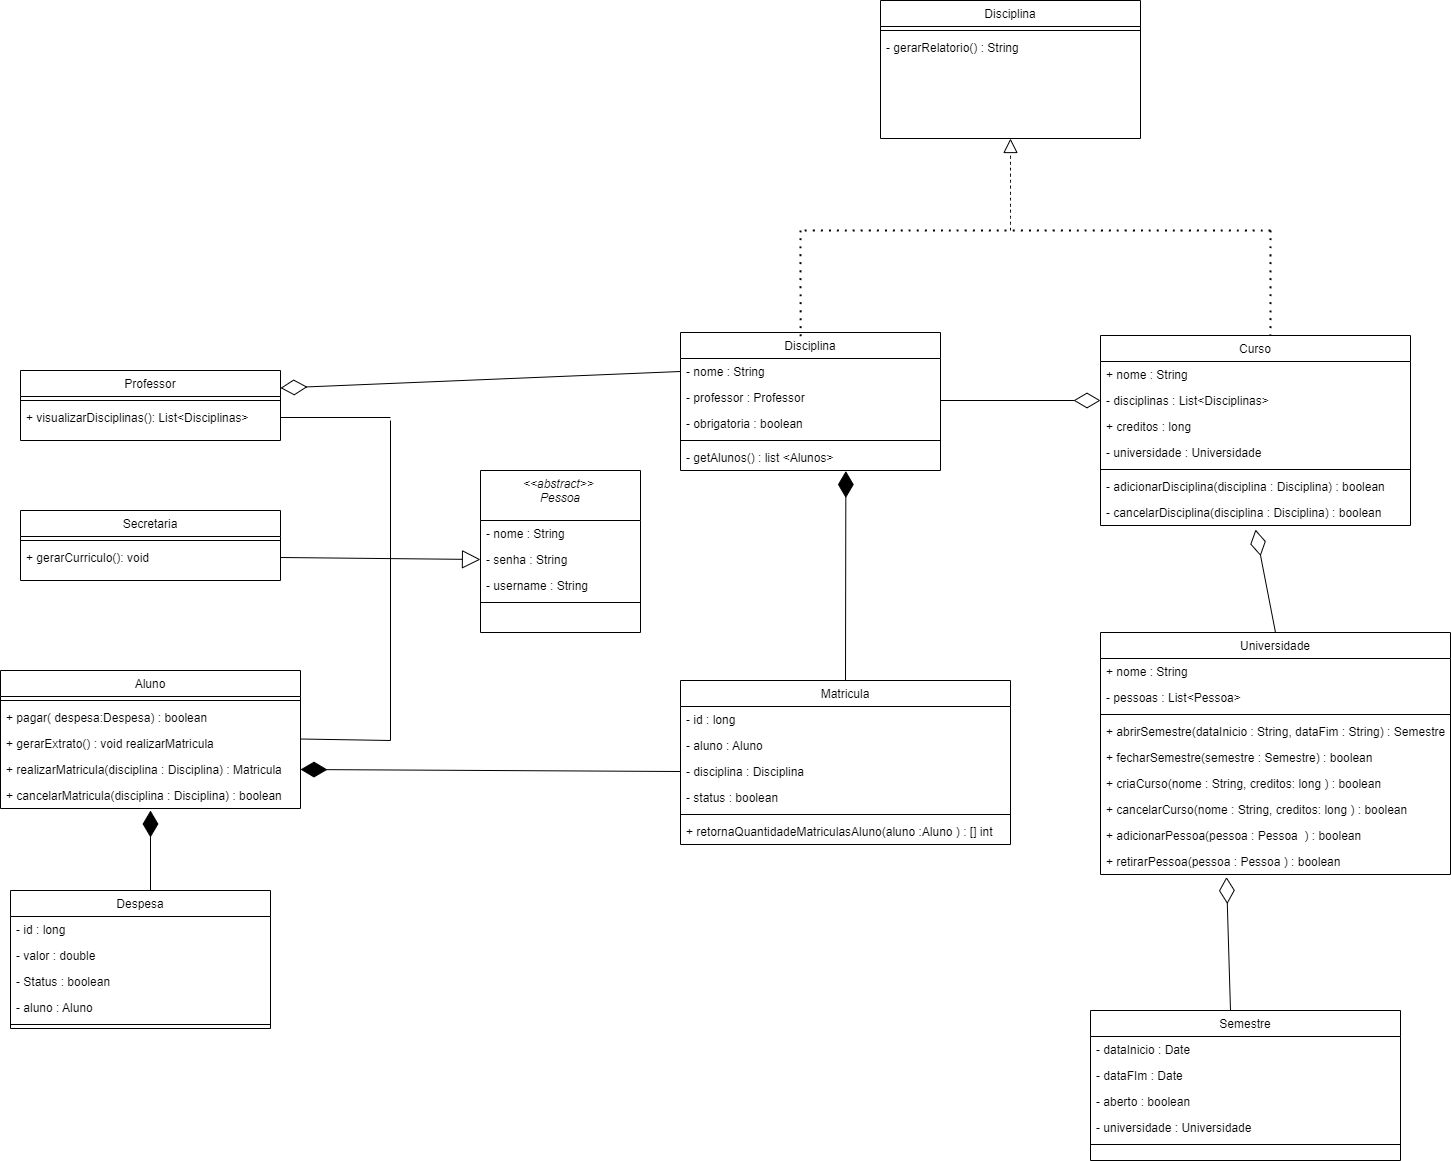 Disciplina
- gerarRelatorio() : String
Disciplina
- nome : String
- professor : Professor
- obrigatoria : boolean
- getAlunos() : list <Alunos>
Curso
+ nome : String
- disciplinas : List<Disciplinas>
+ creditos : long
- universidade : Universidade
- adicionarDisciplina(disciplina : Disciplina) : boolean
- cancelarDisciplina(disciplina : Disciplina) : boolean
Professor
+ visualizarDisciplinas(): List<Disciplinas>
<<abstract>>
Pessoa
- nome : String
- senha : String
- username : String
Secretaria
+ gerarCurriculo(): void
Aluno
+ pagar( despesa:Despesa) : boolean
+ gerarExtrato() : void realizarMatricula
+ realizarMatricula(disciplina : Disciplina) : Matricula
+ cancelarMatricula(disciplina : Disciplina) : boolean
Matricula
- id : long
- aluno : Aluno
- disciplina : Disciplina
- status : boolean
+ retornaQuantidadeMatriculasAluno(aluno :Aluno ) : [] int
Universidade
+ nome : String
- pessoas : List<Pessoa>
+ abrirSemestre(dataInicio : String, dataFim : String) : Semestre
+ fecharSemestre(semestre : Semestre) : boolean
+ criaCurso(nome : String, creditos: long ) : boolean
+ cancelarCurso(nome : String, creditos: long ) : boolean
+ adicionarPessoa(pessoa : Pessoa  ) : boolean
+ retirarPessoa(pessoa : Pessoa ) : boolean
Despesa
- id : long
- valor : double
- Status : boolean
- aluno : Aluno
Semestre
- dataInicio : Date
- dataFIm : Date
- aberto : boolean
- universidade : Universidade